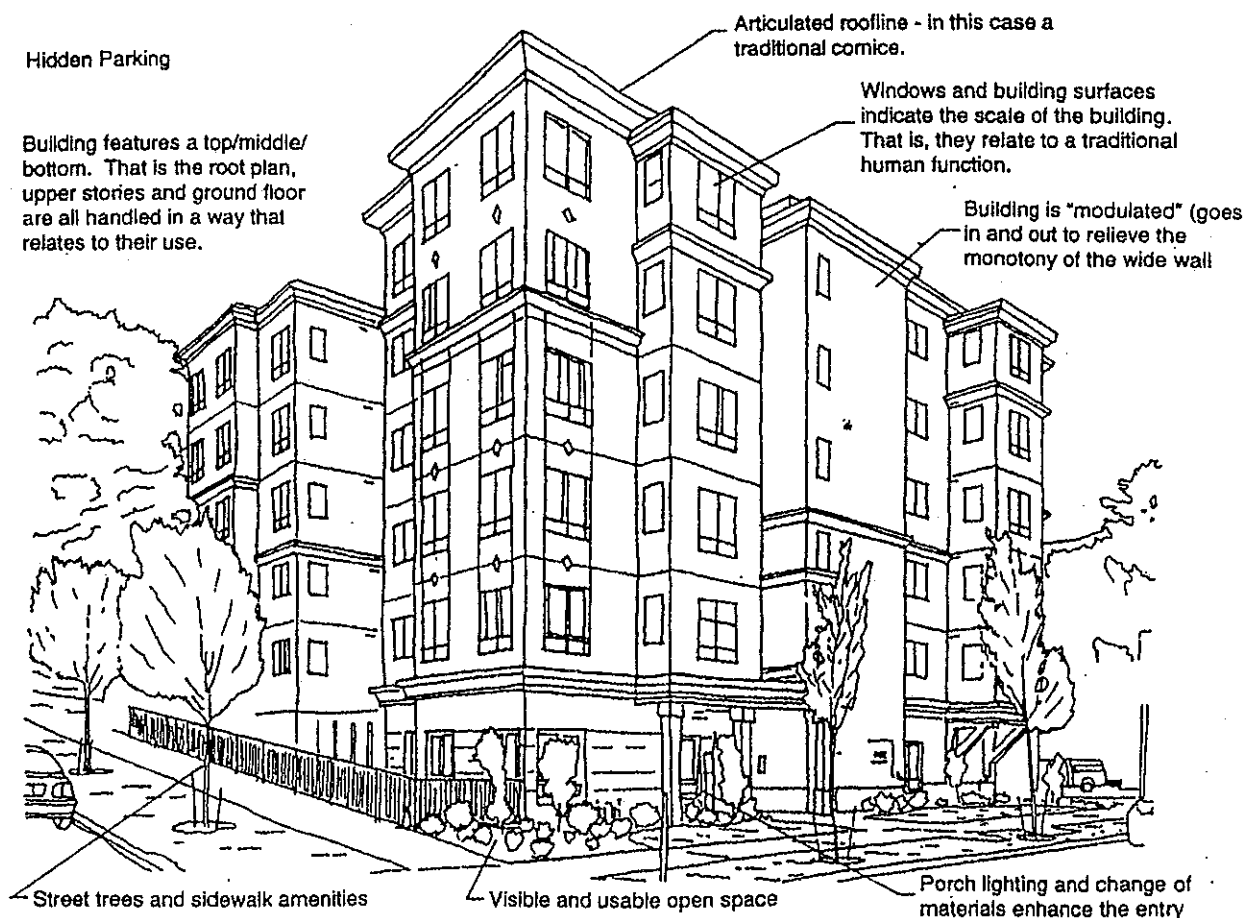 Articulated roofline - in this case a
traditional cornice.
Hidden Parking
Windows and building surfaces
indicate the scale of the building.
That is, they relate to a traditional
human function.
Building features a top/middle/
bottom. That is the root plan,
upper stories and ground floor
are all handled in a way that
relates to their use.
Building is "modulated" (goes
in and out to relieve the
monotony of the wide wall
Street trees and sidewalk amenities
Visible and usable open space
Porch lighting and change of
materials enhance the entry